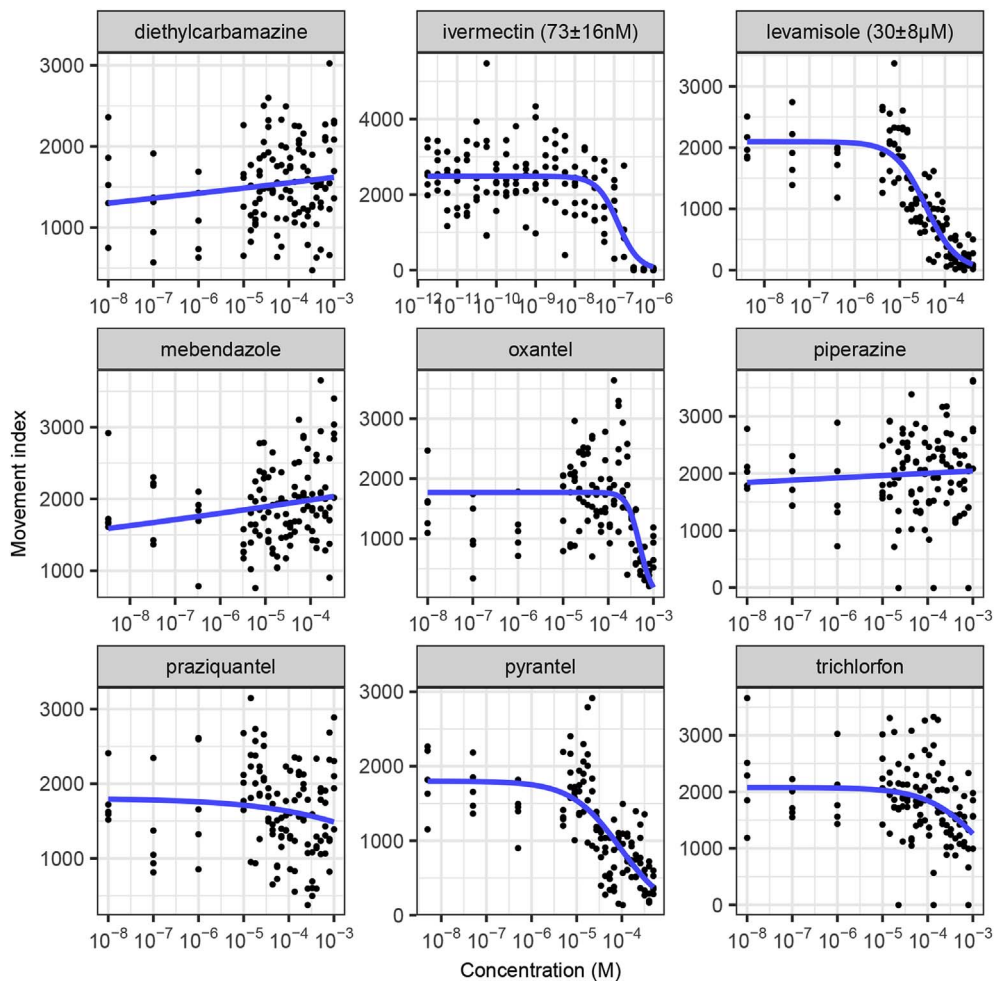 diethylcarbamazine
ivermectin (73±16nM)
levamisole (30±8µM)
3000
2000
1000
4000
2000
0
3000
2000
1000
0
10⁻⁸ 10⁻⁷ 10⁻⁶ 10⁻⁵ 10⁻⁴ 10⁻³
10⁻¹² 10⁻¹¹ 10⁻¹⁰ 10⁻⁹ 10⁻⁸ 10⁻⁷ 10⁻⁶
10⁻⁸ 10⁻⁷ 10⁻⁶ 10⁻⁵ 10⁻⁴
mebendazole
oxantel
piperazine
Movement index
3000
2000
1000
3000
2000
1000
3000
2000
1000
0
10⁻⁸ 10⁻⁷ 10⁻⁶ 10⁻⁵ 10⁻⁴
10⁻⁸ 10⁻⁷ 10⁻⁶ 10⁻⁵ 10⁻⁴ 10⁻³
10⁻⁸ 10⁻⁷ 10⁻⁶ 10⁻⁵ 10⁻⁴ 10⁻³
praziquantel
pyrantel
trichlorfon
3000
2000
1000
3000
2000
1000
0
3000
2000
1000
0
10⁻⁸ 10⁻⁷ 10⁻⁶ 10⁻⁵ 10⁻⁴ 10⁻³
10⁻⁸ 10⁻⁷ 10⁻⁶ 10⁻⁵ 10⁻⁴
10⁻⁸ 10⁻⁷ 10⁻⁶ 10⁻⁵ 10⁻⁴ 10⁻³
Concentration (M)